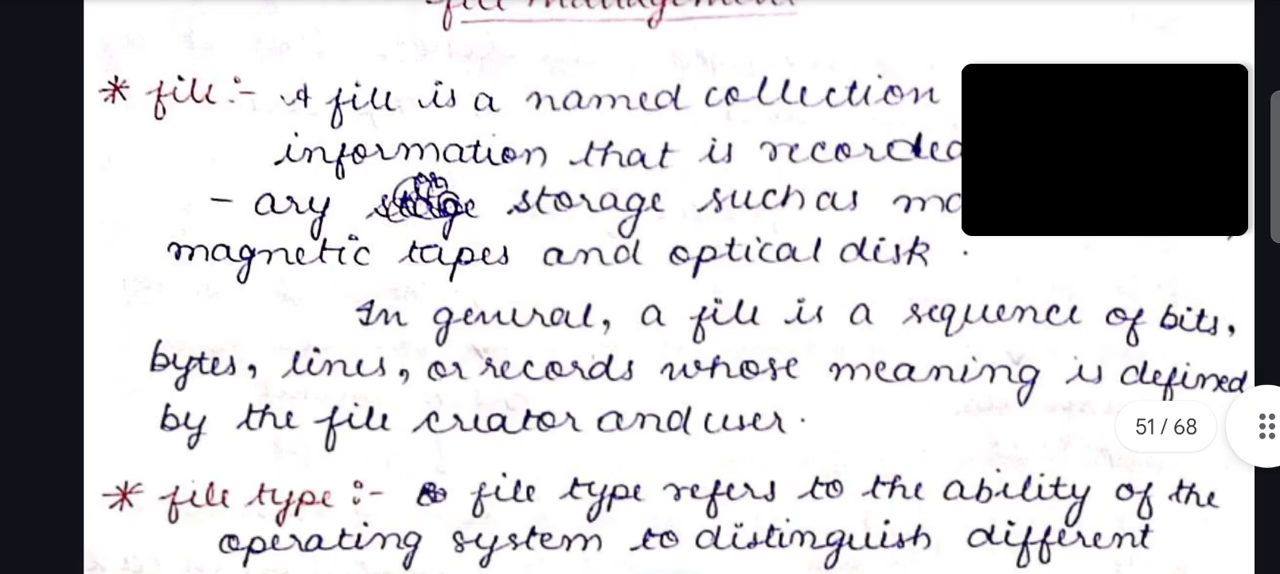 file management
* file :- A file is a named collection
information that is recorded
- ary storage such as
magnetic tapes and optical disk .
In general, a file is a sequence of bits,
bytes, lines, or records whose meaning is defined
by the file creator and user .
51 / 68
* file type :- file type refers to the ability of the
operating system to distinguish different